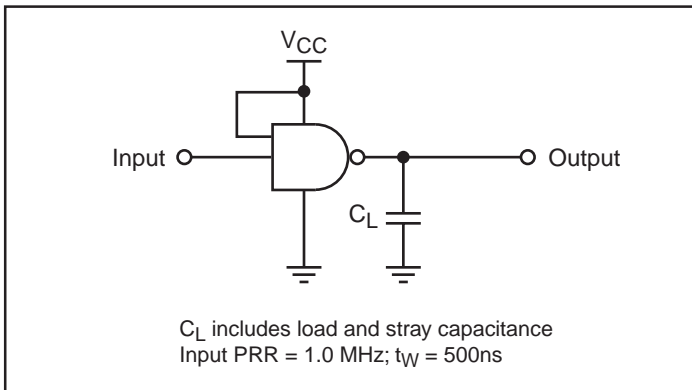 VCC
Input
Output
CL
CL includes load and stray capacitance
Input PRR = 1.0 MHz; tW = 500ns